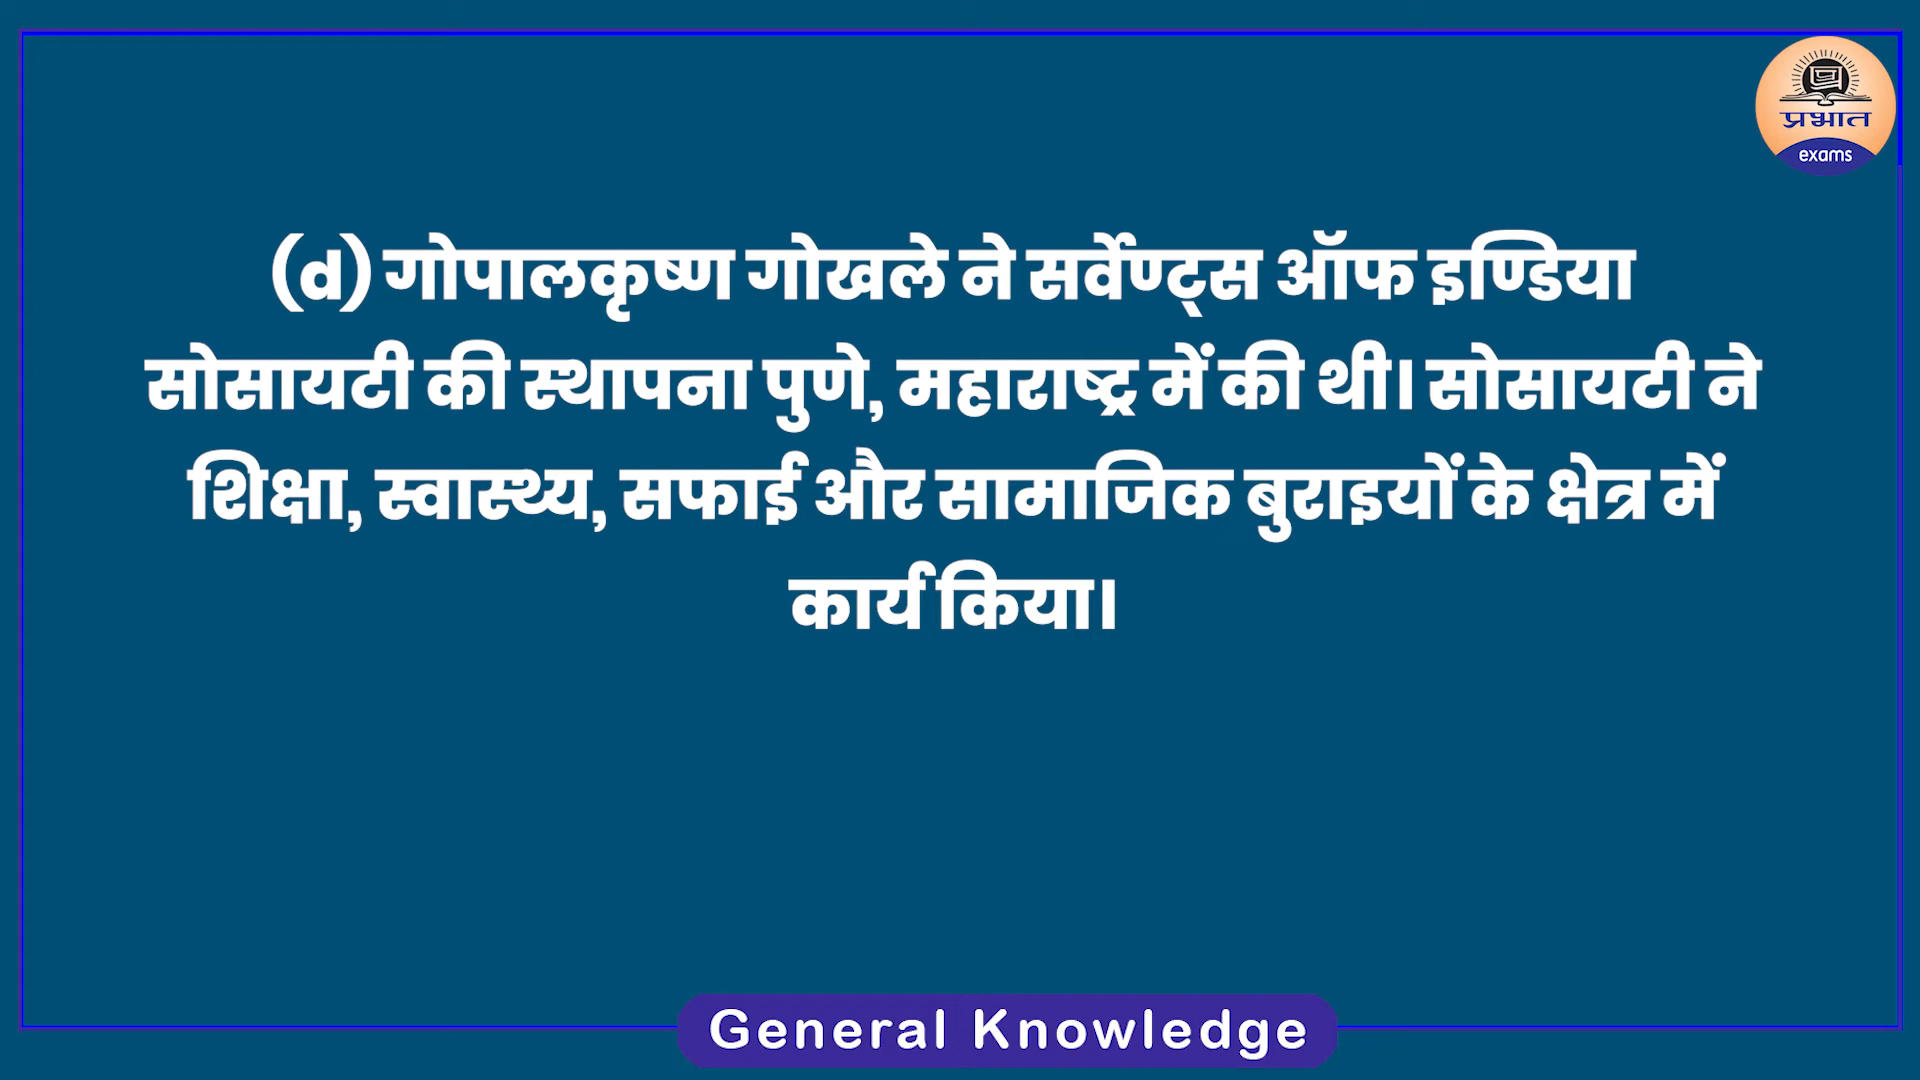 प्रभात
exams
(d) गोपालकृष्ण गोखले ने सर्वेण्ट्स ऑफ इण्डिया
सोसायटी की स्थापना पुणे, महाराष्ट्र में की थी। सोसायटी ने
शिक्षा, स्वास्थ्य, सफाई और सामाजिक बुराइयों के क्षेत्र में
कार्य किया।
General Knowledge